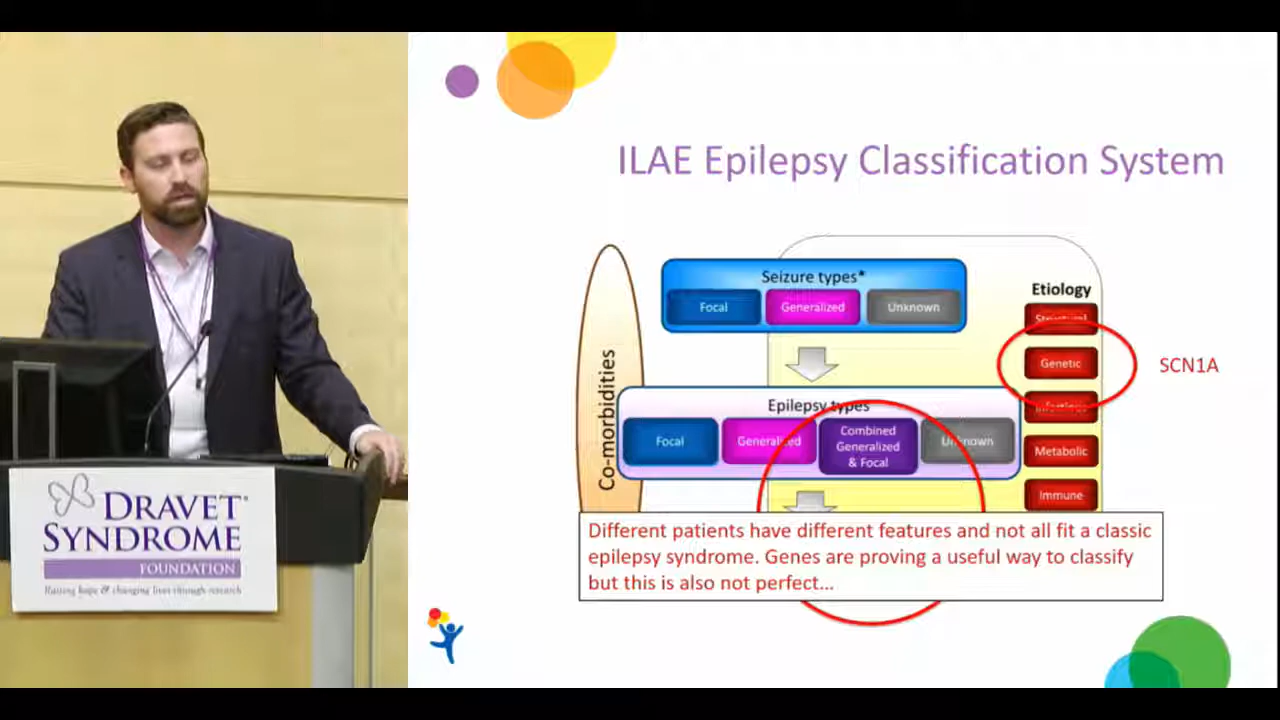 DRAVET
SYNDROME
FOUNDATION
Raising hope & changing lives through research
ILAE Epilepsy Classification System
Co-morbidities
Seizure types*
Focal
Generalized
Unknown
Epilepsy types
Focal
Generalized
Combined
Generalized
& Focal
Unknown
Etiology
Structural
Genetic
Infectious
Metabolic
Immune
SCN1A
Different patients have different features and not all fit a classic
epilepsy syndrome. Genes are proving a useful way to classify
but this is also not perfect...